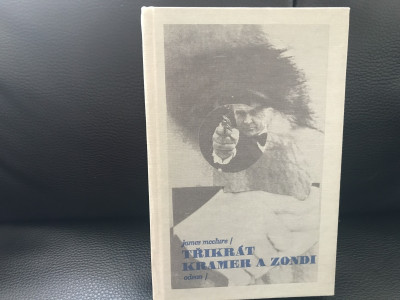 james mcclure /
TŘIKRÁT
KRAMER A ZONDI
odeon /